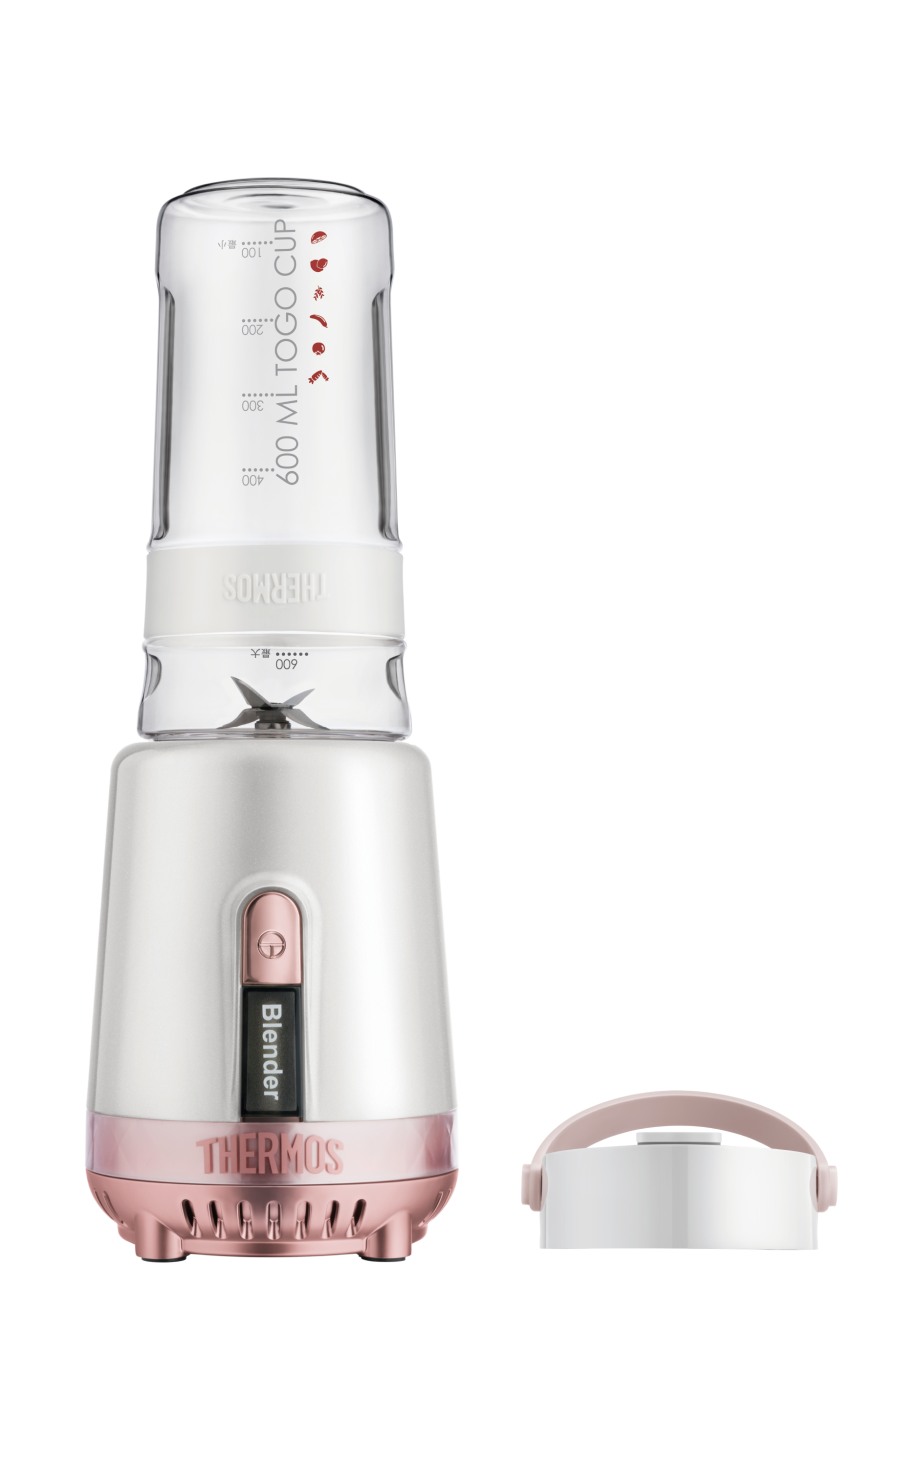 最小
100
200
300
400
600 ML TOGO CUP
THERMOS
最大
600
Blender
THERMOS